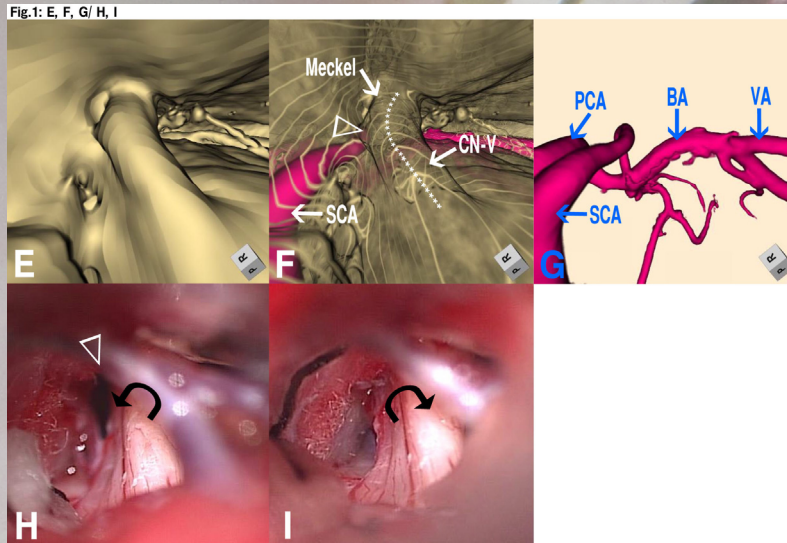 Fig.1: E, F, G/ H, I
E
Meckel
CN-V
SCA
F
R
P
PCA
BA
VA
SCA
G
R
P
H
I